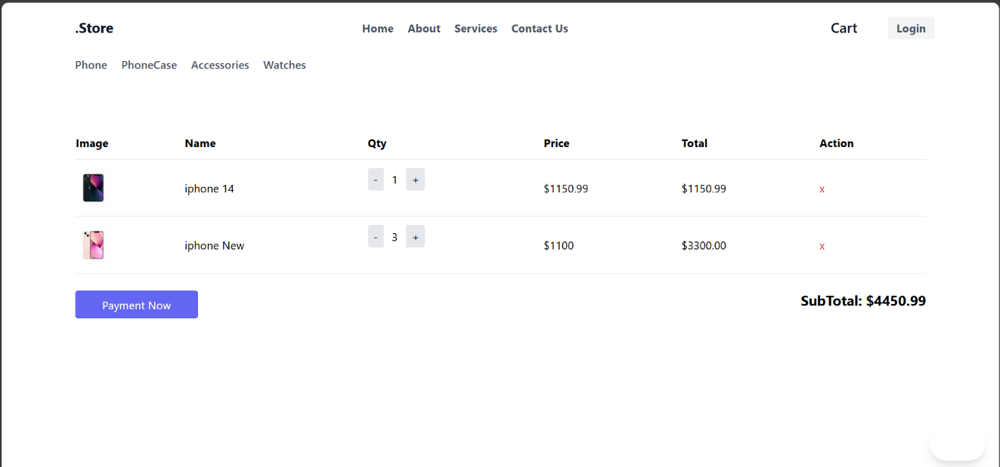 .Store Home About Services Contact Us Cart Login
Phone PhoneCase Accessories Watches
Image Name Qty Price Total Action
iphone 14 - 1 + $1150.99 $1150.99 x
iphone New - 3 + $1100 $3300.00 x
Payment Now SubTotal: $4450.99